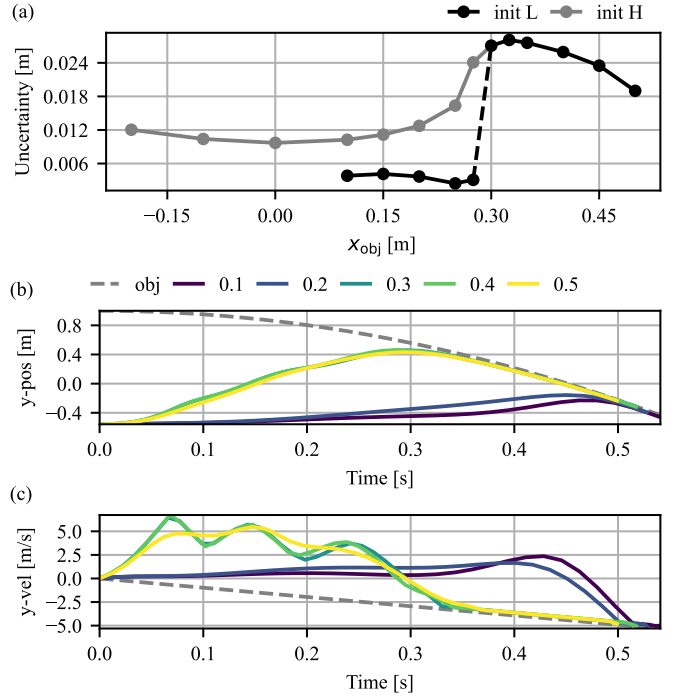 (a)
init L init H
Uncertainty [m]
0.024
0.018
0.012
0.006
−0.15 0.00 0.15 0.30 0.45
x_obj [m]
(b)
obj 0.1 0.2 0.3 0.4 0.5
y-pos [m]
0.8
0.4
0.0
−0.4
0.0 0.1 0.2 0.3 0.4 0.5
Time [s]
(c)
y-vel [m/s]
5.0
2.5
0.0
−2.5
−5.0
0.0 0.1 0.2 0.3 0.4 0.5
Time [s]